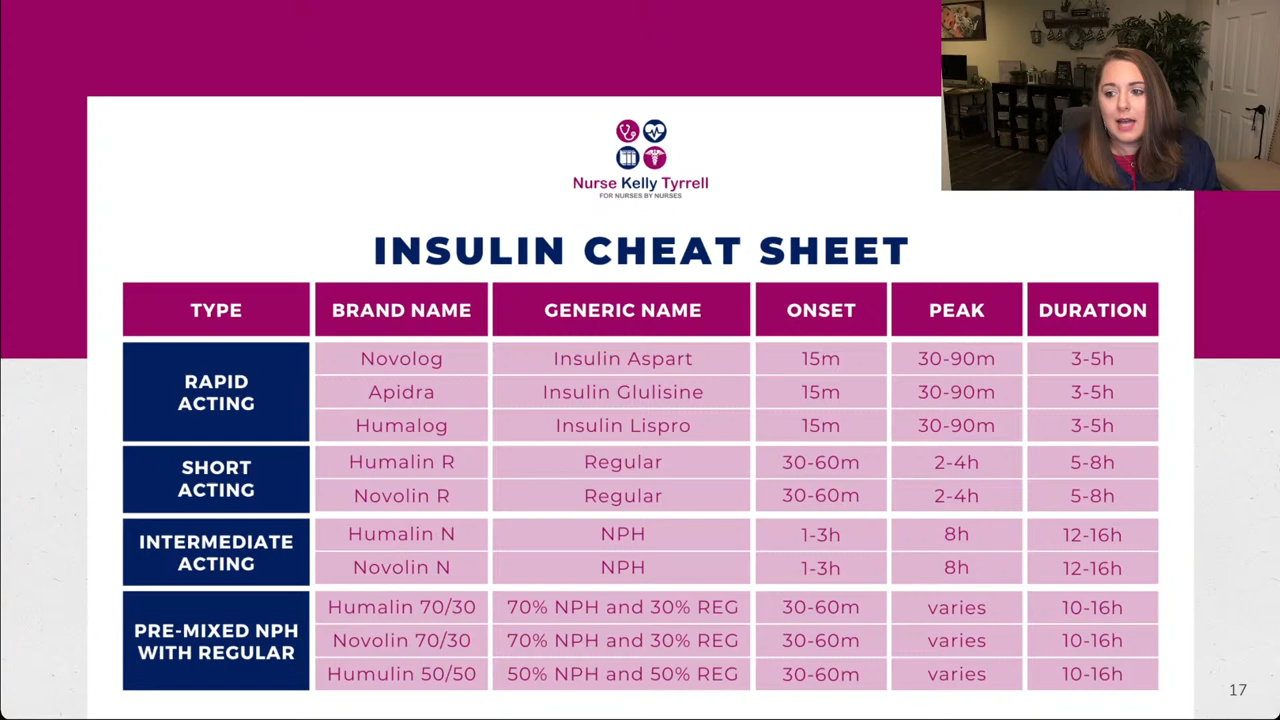 Nurse Kelly Tyrrell
FOR NURSES BY NURSES
INSULIN CHEAT SHEET
TYPE BRAND NAME GENERIC NAME ONSET PEAK DURATION
RAPID ACTING
Novolog Insulin Aspart 15m 30-90m 3-5h
Apidra Insulin Glulisine 15m 30-90m 3-5h
Humalog Insulin Lispro 15m 30-90m 3-5h
SHORT ACTING
Humalin R Regular 30-60m 2-4h 5-8h
Novolin R Regular 30-60m 2-4h 5-8h
INTERMEDIATE ACTING
Humalin N NPH 1-3h 8h 12-16h
Novolin N NPH 1-3h 8h 12-16h
PRE-MIXED NPH WITH REGULAR
Humalin 70/30 70% NPH and 30% REG 30-60m varies 10-16h
Novolin 70/30 70% NPH and 30% REG 30-60m varies 10-16h
Humulin 50/50 50% NPH and 50% REG 30-60m varies 10-16h
17